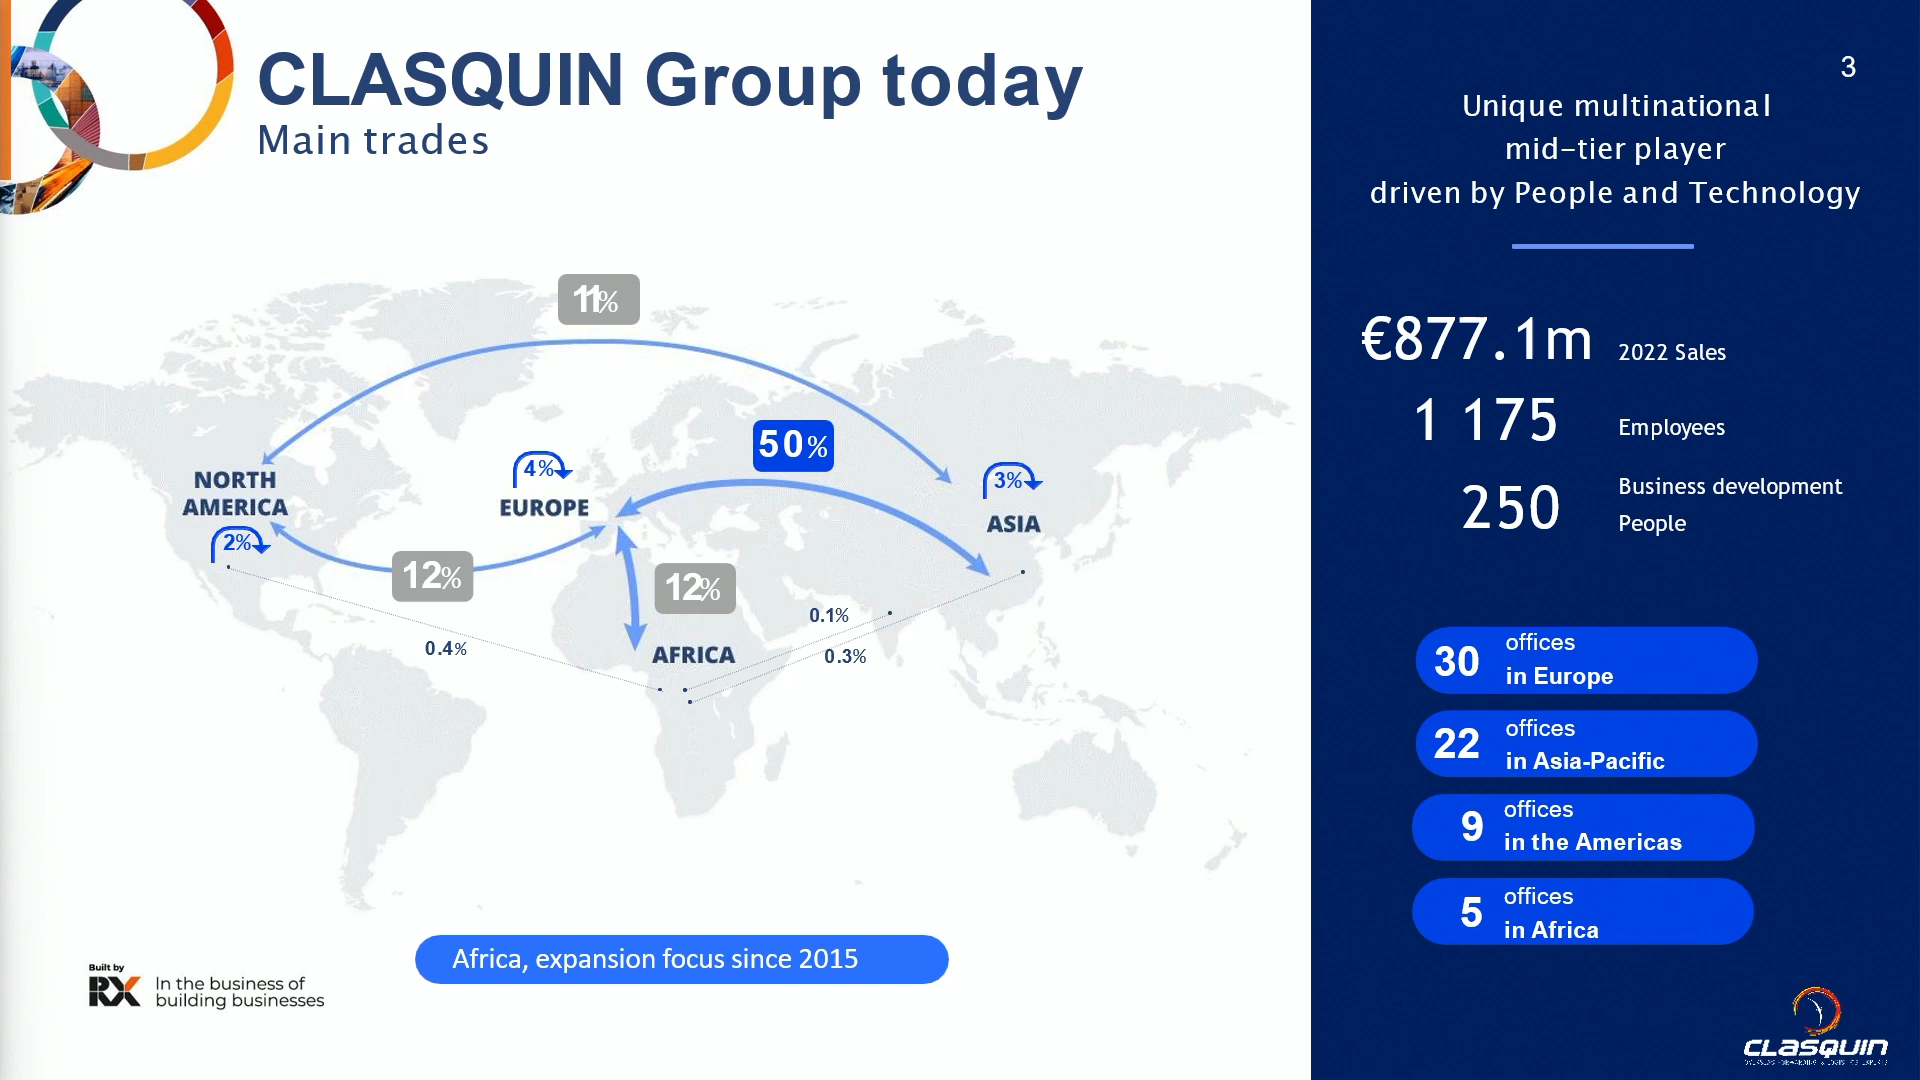 CLASQUIN Group today
Main trades
3
Unique multinational
mid-tier player
driven by People and Technology
11%
€877.1m 2022 Sales
1 175 Employees
250 Business development
People
50%
4%
3%
NORTH
AMERICA
EUROPE
ASIA
2%
12%
12%
0.1%
0.4%
AFRICA
0.3%
30 offices
in Europe
22 offices
in Asia-Pacific
9 offices
in the Americas
5 offices
in Africa
Africa, expansion focus since 2015
Built by
RX
In the business of
building businesses
CLASQUIN